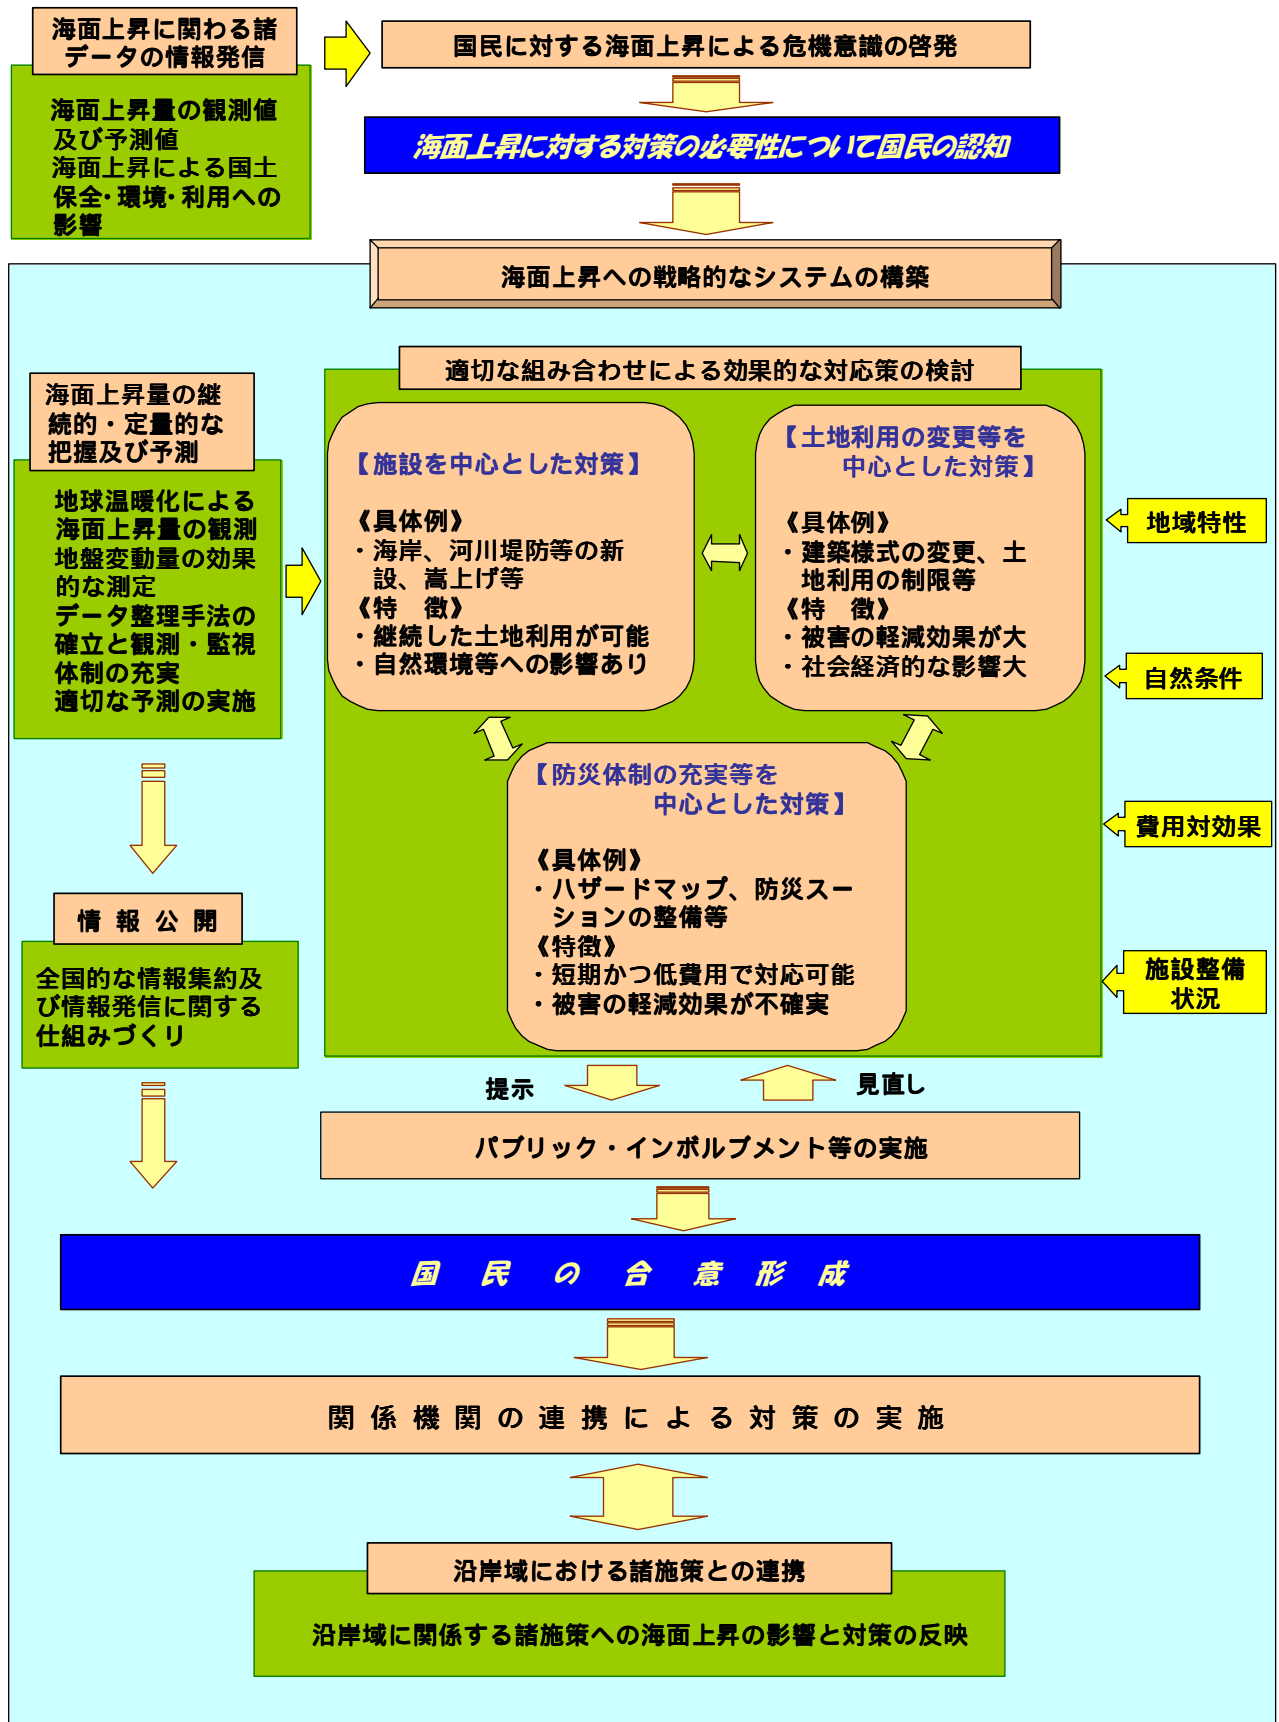 海面上昇に関わる諸
データの情報発信
海面上昇量の観測値
及び予測値
海面上昇による国土
保全・環境・利用への
影響
国民に対する海面上昇による危機意識の啓発
海面上昇に対する対策の必要性について国民の認知
海面上昇への戦略的なシステムの構築
海面上昇量の継
続的・定量的な
把握及び予測
地球温暖化による
海面上昇量の観測
地盤変動量の効果
的な測定
データ整理手法の
確立と観測・監視
体制の充実
適切な予測の実施
情報公開
全国的な情報集約及
び情報発信に関する
仕組みづくり
適切な組み合わせによる効果的な対応策の検討
【施設を中心とした対策】
《具体例》
・海岸、河川堤防等の新
設、嵩上げ等
《特　徴》
・継続した土地利用が可能
・自然環境等への影響あり
【土地利用の変更等を
中心とした対策】
《具体例》
・建築様式の変更、土
地利用の制限等
《特　徴》
・被害の軽減効果が大
・社会経済的な影響大
【防災体制の充実等を
中心とした対策】
《具体例》
・ハザードマップ、防災スー
ションの整備等
《特徴》
・短期かつ低費用で対応可能
・被害の軽減効果が不確実
地域特性
自然条件
費用対効果
施設整備
状況
提示
見直し
パブリック・インボルブメント等の実施
国民の合意形成
関係機関の連携による対策の実施
沿岸域における諸施策との連携
沿岸域に関係する諸施策への海面上昇の影響と対策の反映